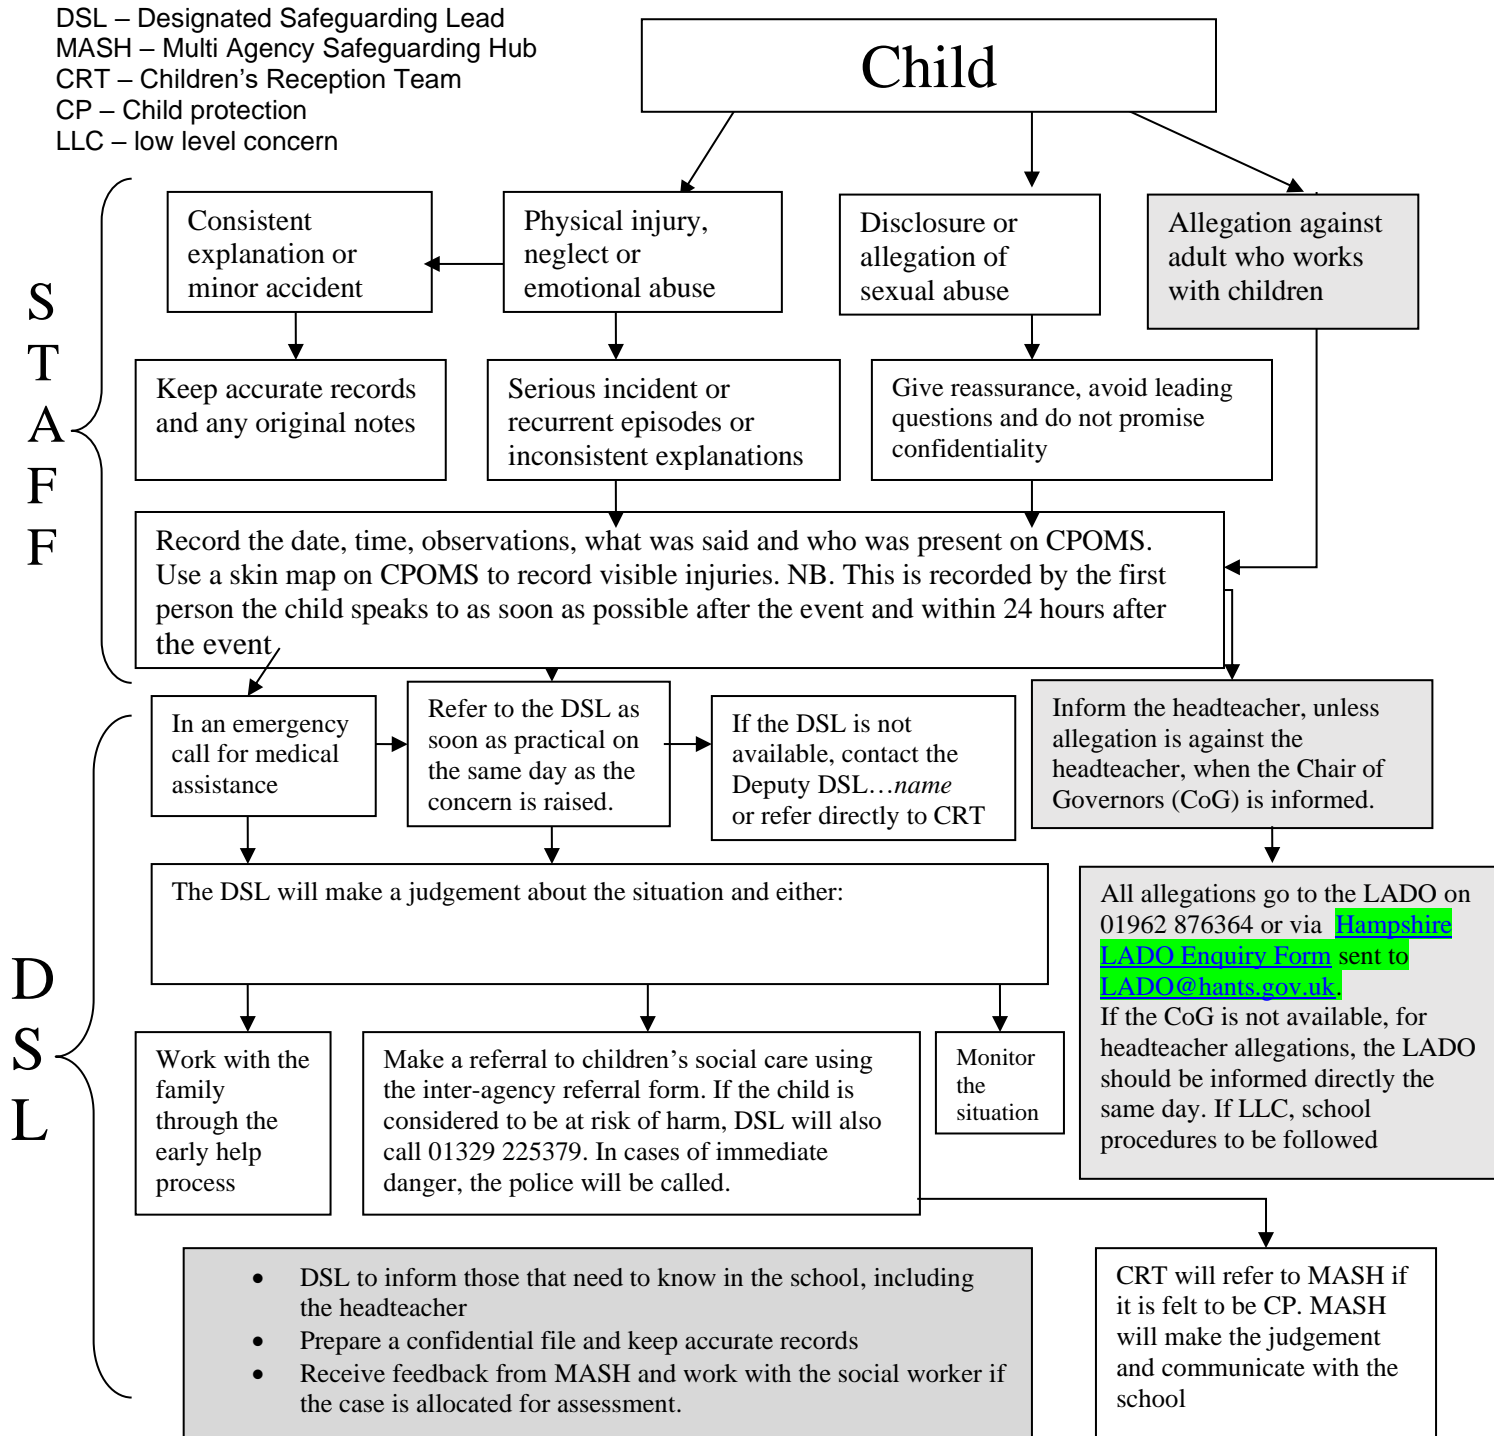 DSL – Designated Safeguarding Lead
MASH – Multi Agency Safeguarding Hub
CRT – Children's Reception Team
CP – Child protection
LLC – low level concern
Child
S
T
A
F
F
Consistent
explanation or
minor accident
Physical injury,
neglect or
emotional abuse
Disclosure or
allegation of
sexual abuse
Allegation against
adult who works
with children
Keep accurate records
and any original notes
Serious incident or
recurrent episodes or
inconsistent explanations
Give reassurance, avoid leading
questions and do not promise
confidentiality
Record the date, time, observations, what was said and who was present on CPOMS.
Use a skin map on CPOMS to record visible injuries. NB. This is recorded by the first
person the child speaks to as soon as possible after the event and within 24 hours after
the event
D
S
L
In an emergency
call for medical
assistance
Refer to the DSL as
soon as practical on
the same day as the
concern is raised.
If the DSL is not
available, contact the
Deputy DSL…name
or refer directly to CRT
Inform the headteacher, unless
allegation is against the
headteacher, when the Chair of
Governors (CoG) is informed.
The DSL will make a judgement about the situation and either:
All allegations go to the LADO on
01962 876364 or via Hampshire
LADO Enquiry Form sent to
LADO@hants.gov.uk.
If the CoG is not available, for
headteacher allegations, the LADO
should be informed directly the
same day. If LLC, school
procedures to be followed
Work with the
family
through the
early help
process
Make a referral to children's social care using
the inter-agency referral form. If the child is
considered to be at risk of harm, DSL will also
call 01329 225379. In cases of immediate
danger, the police will be called.
Monitor
the
situation
• DSL to inform those that need to know in the school, including
the headteacher
• Prepare a confidential file and keep accurate records
• Receive feedback from MASH and work with the social worker if
the case is allocated for assessment.
CRT will refer to MASH if
it is felt to be CP. MASH
will make the judgement
and communicate with the
school